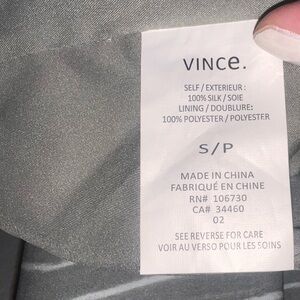 VINCe.
SELF / EXTERIEUR :
100% SILK / SOIE
LINING / DOUBLURE:
100% POLYESTER / POLYESTER
S/P
MADE IN CHINA
FABRIQUÉ EN CHINE
RN# 106730
CA# 34460
02
SEE REVERSE FOR CARE
VOIR AU VERSO POUR LES SOINS